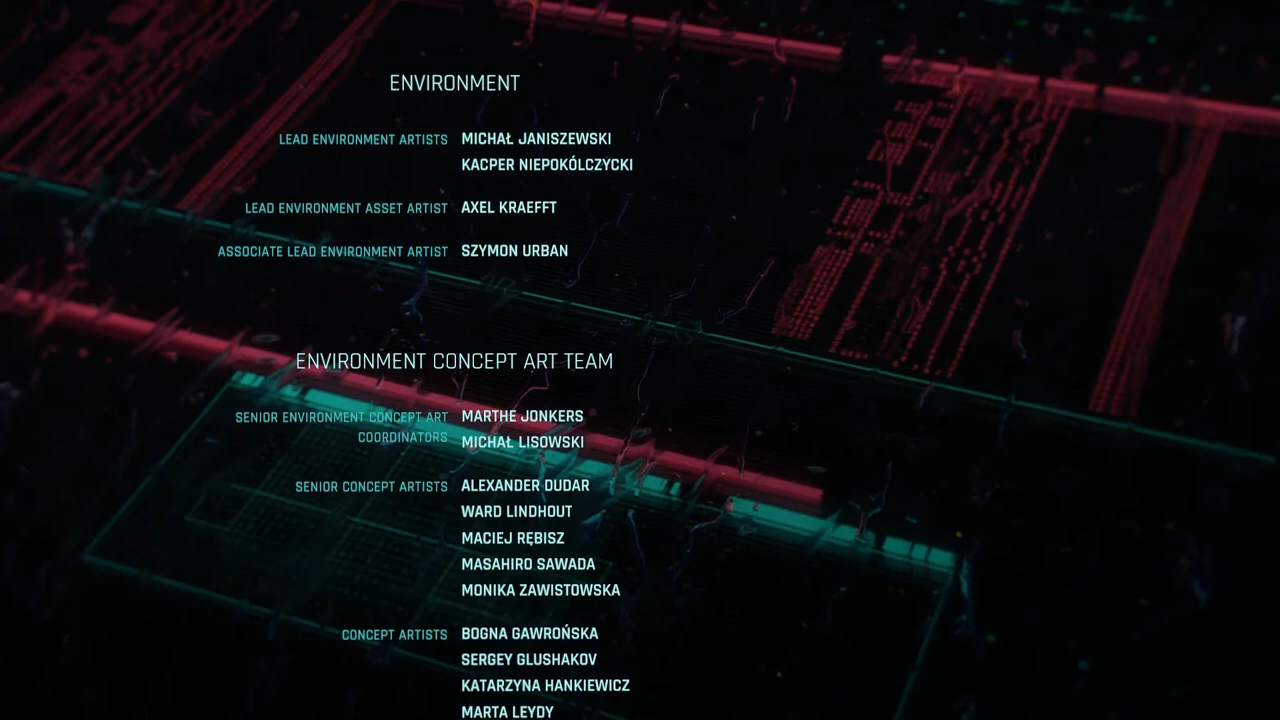 ENVIRONMENT
LEAD ENVIRONMENT ARTISTS MICHAŁ JANISZEWSKI
KACPER NIEPOKÓLCZYCKI
LEAD ENVIRONMENT ASSET ARTIST AXEL KRAEFFT
ASSOCIATE LEAD ENVIRONMENT ARTIST SZYMON URBAN
ENVIRONMENT CONCEPT ART TEAM
SENIOR ENVIRONMENT CONCEPT ART MARTHE JONKERS
COORDINATORS MICHAŁ LISOWSKI
SENIOR CONCEPT ARTISTS ALEXANDER DUDAR
WARD LINDHOUT
MACIEJ RĘBISZ
MASAHIRO SAWADA
MONIKA ZAWISTOWSKA
CONCEPT ARTISTS BOGNA GAWROŃSKA
SERGEY GLUSHAKOV
KATARZYNA HANKIEWICZ
MARTA LEYDY